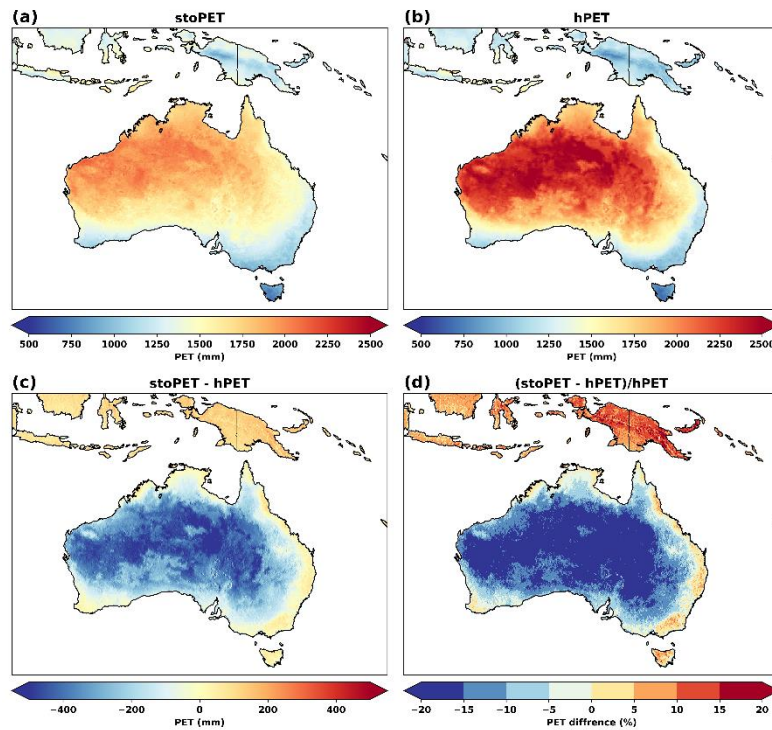 (a) stoPET
(b) hPET
500 750 1000 1250 1500 1750 2000 2250 2500
PET (mm)
500 750 1000 1250 1500 1750 2000 2250 2500
PET (mm)
(c) stoPET - hPET
(d) (stoPET - hPET)/hPET
−400 −200 0 200 400
PET (mm)
−20 −15 −10 −5 0 5 10 15 20
PET diffrence (%)